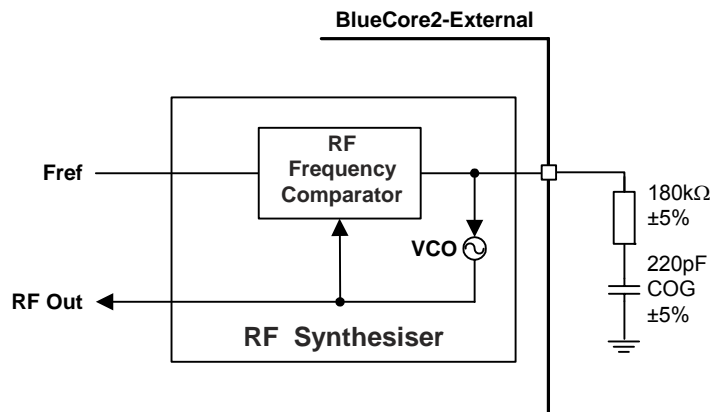 BlueCore2-External
RF
Frequency
Comparator
Fref
180kΩ
±5%
VCO
220pF
COG
±5%
RF Out
RF Synthesiser